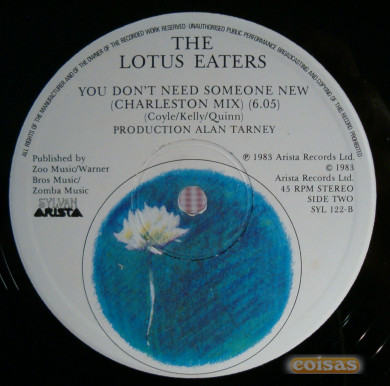 ALL RIGHTS OF THE MANUFACTURER AND OF THE OWNER OF THE RECORDED WORK RESERVED · UNAUTHORISED PUBLIC PERFORMANCE BROADCASTING AND COPYING OF THIS RECORD PROHIBITED
THE
LOTUS EATERS
YOU DON'T NEED SOMEONE NEW
(CHARLESTON MIX) (6.05)
(Coyle/Kelly/Quinn)
PRODUCTION ALAN TARNEY
Published by
Zoo Music/Warner
Bros Music/
Zomba Music
SYLVAN
ARISTA
℗ 1983 Arista Records Ltd.
© 1983
Arista Records Ltd.
45 RPM STEREO
SIDE TWO
SYL 122-B
coisas